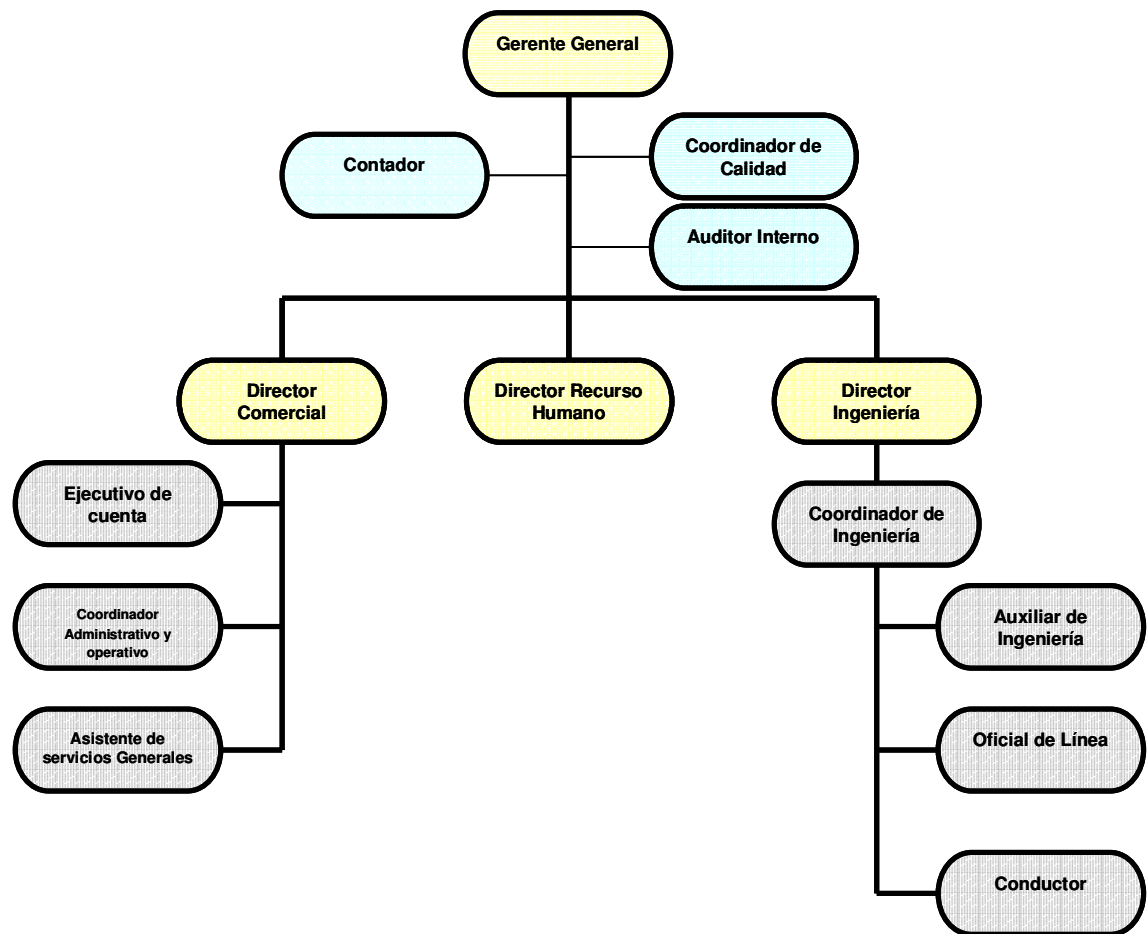 Gerente General
Contador
Coordinador de
Calidad
Auditor Interno
Director
Comercial
Director Recurso
Humano
Director
Ingeniería
Ejecutivo de
cuenta
Coordinador de
Ingeniería
Coordinador
Administrativo y
operativo
Auxiliar de
Ingeniería
Asistente de
servicios Generales
Oficial de Línea
Conductor